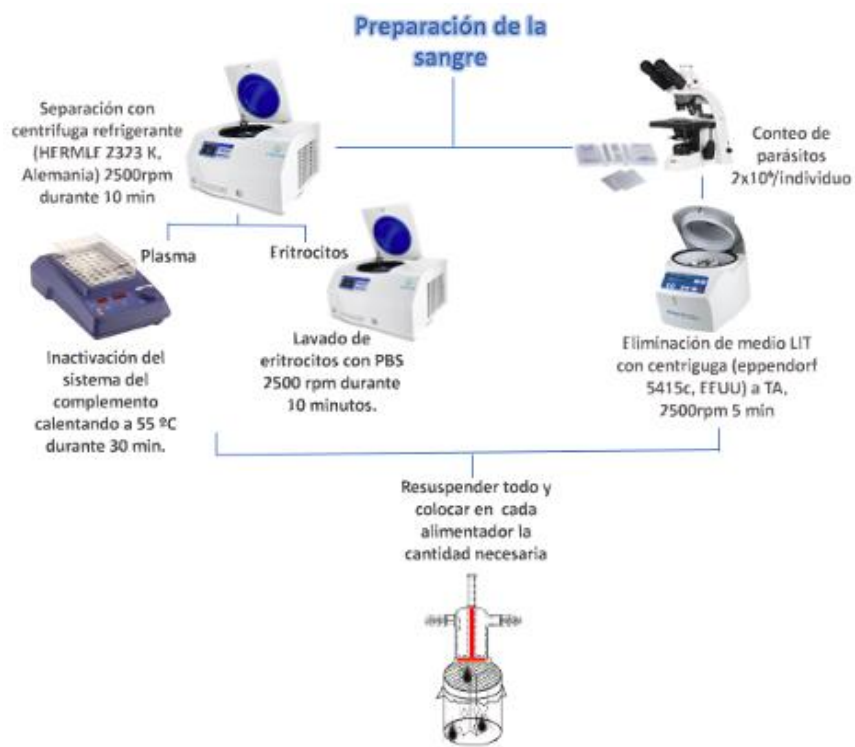 Preparación de la
sangre
Separación con
centrifuga refrigerante
(HERMLE Z323 K,
Alemania) 2500rpm
durante 10 min
Conteo de
parásitos
2x10⁶/individuo
Plasma
Eritrocitos
Inactivación del
sistema del
complemento
calentando a 55 ºC
durante 30 min.
Lavado de
eritrocitos con PBS
2500 rpm durante
10 minutos.
Eliminación de medio LIT
con centriguga (eppendorf
5415c, EEUU) a TA,
2500rpm 5 min
Resuspender todo y
colocar en cada
alimentador la
cantidad necesaria